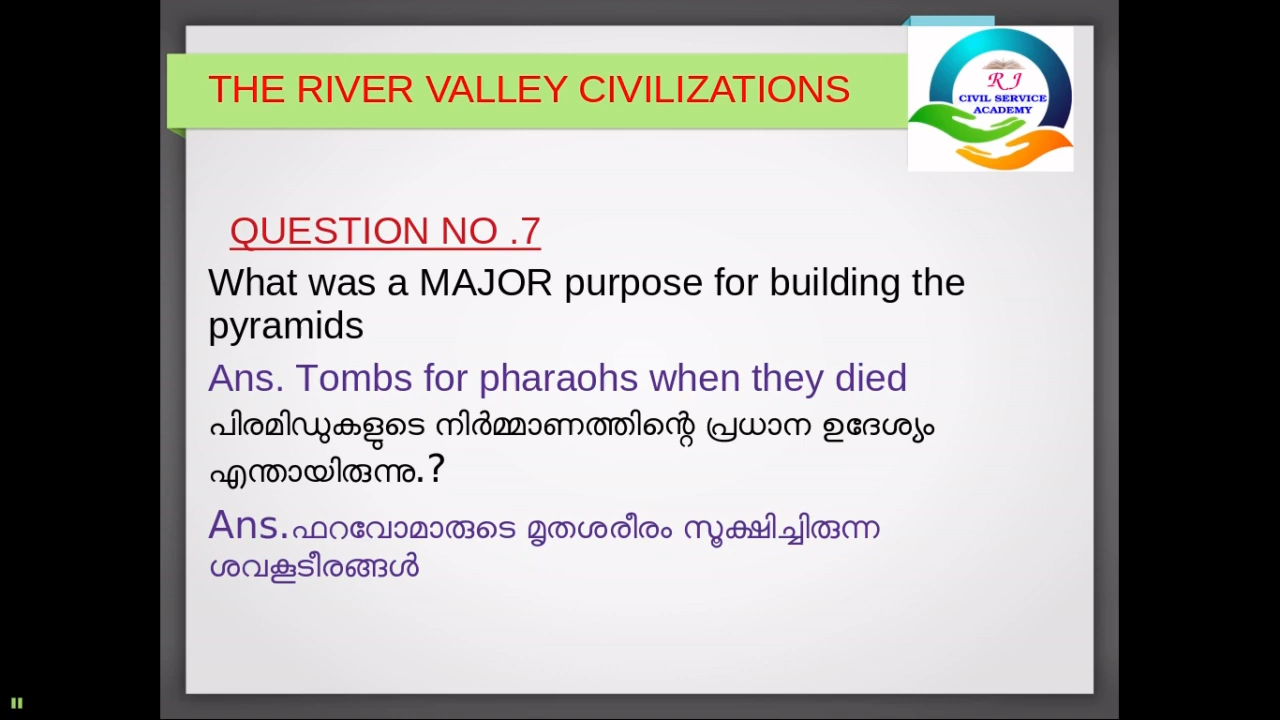 THE RIVER VALLEY CIVILIZATIONS
R J
CIVIL SERVICE
ACADEMY
QUESTION NO .7
What was a MAJOR purpose for building the
pyramids
Ans. Tombs for pharaohs when they died
പിരമിഡുകളുടെ നിർമ്മാണത്തിന്റെ പ്രധാന ഉദേശ്യം
എന്തായിരുന്നു.?
Ans.ഫറവോമാരുടെ മൃതശരീരം സൂക്ഷിച്ചിരുന്ന
ശവകൂടീരങ്ങൾ